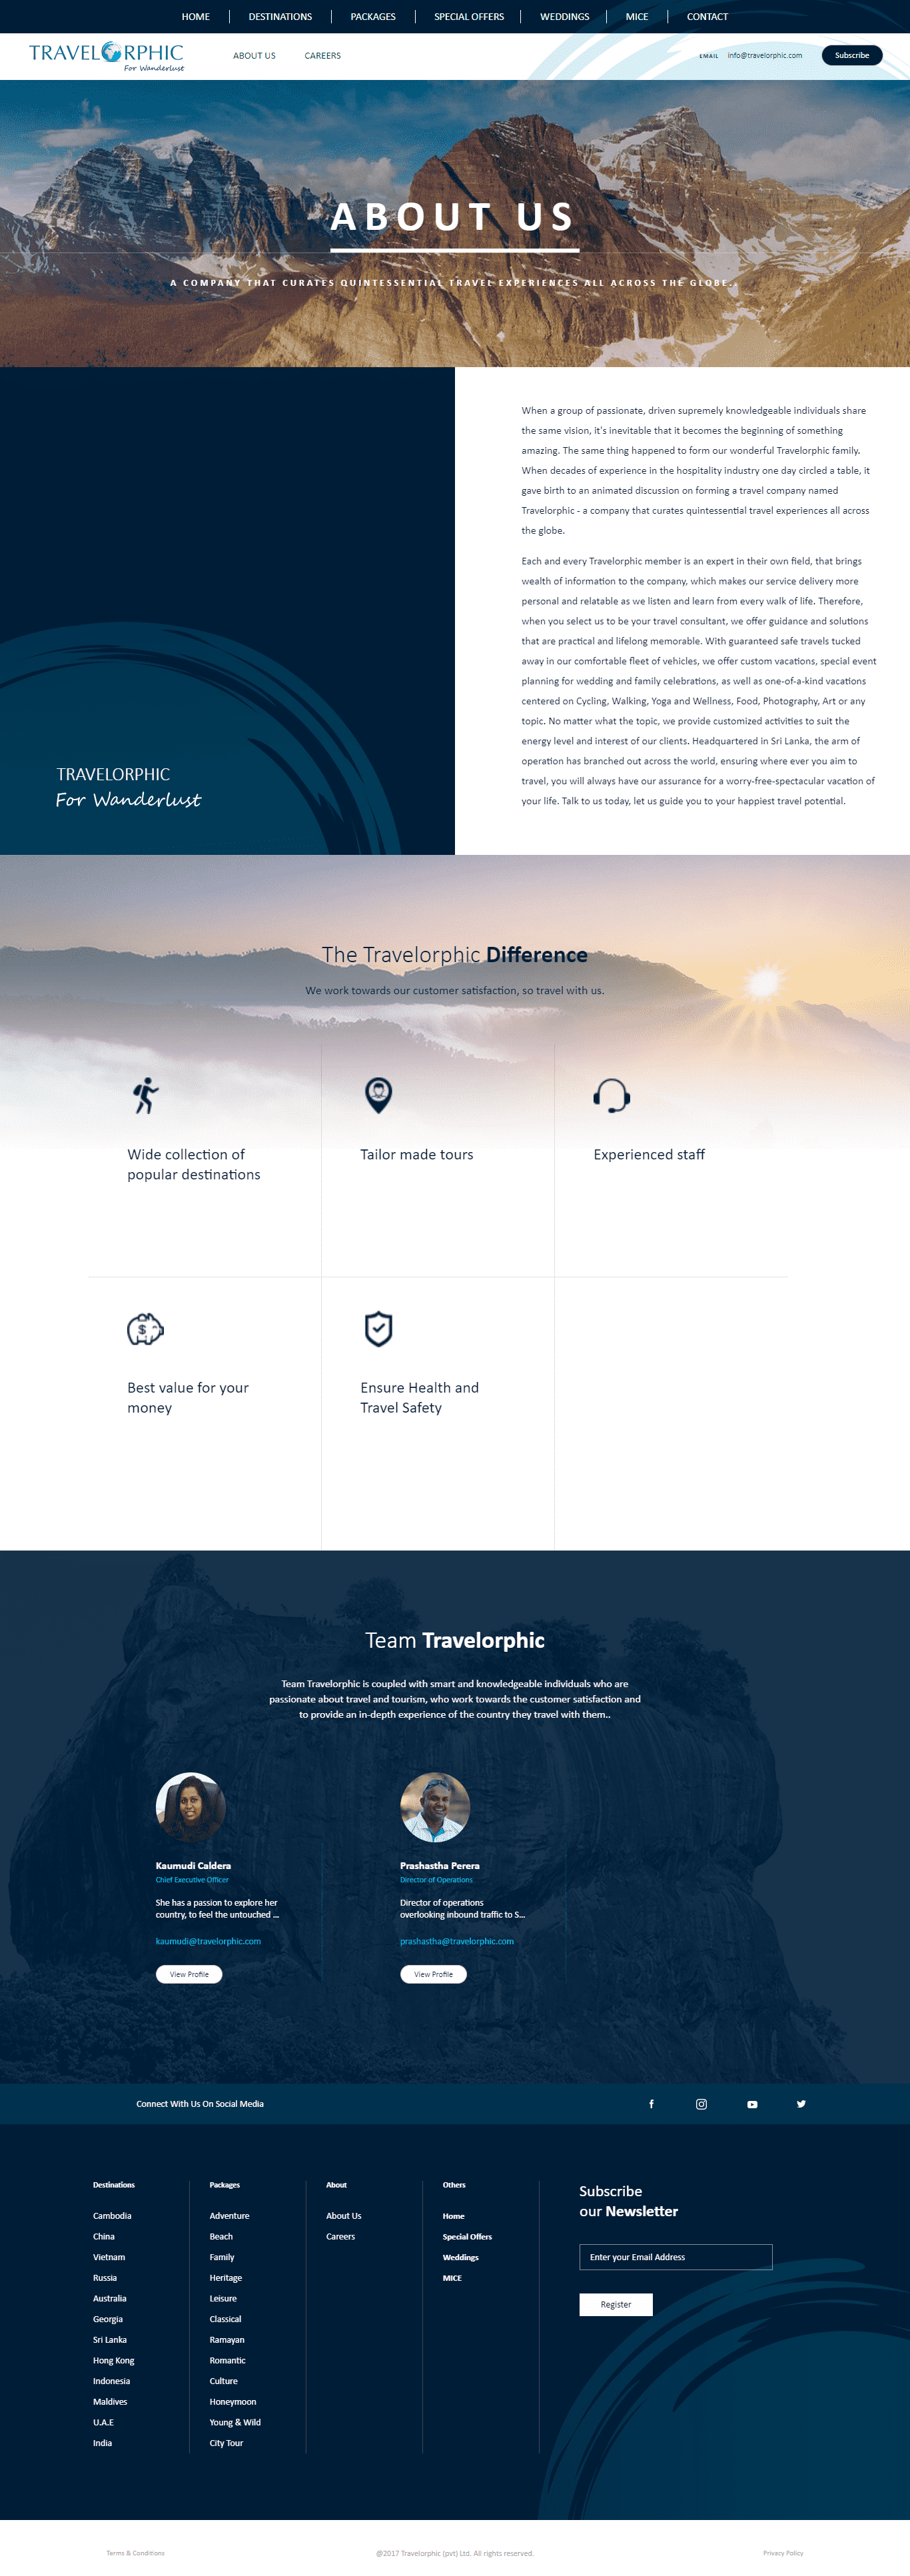 HOME
DESTINATIONS
PACKAGES
SPECIAL OFFERS
WEDDINGS
MICE
CONTACT
TRAVELORPHIC
For Wanderlust
ABOUT US
CAREERS
EMAIL
info@travelorphic.com
Subscribe
ABOUT US
A COMPANY THAT CURATES QUINTESSENTIAL TRAVEL EXPERIENCES ALL ACROSS THE GLOBE..
TRAVELORPHIC
For Wanderlust
When a group of passionate, driven supremely knowledgeable individuals share
the same vision, it's inevitable that it becomes the beginning of something
amazing. The same thing happened to form our wonderful Travelorphic family.
When decades of experience in the hospitality industry one day circled a table, it
gave birth to an animated discussion on forming a travel company named
Travelorphic - a company that curates quintessential travel experiences all across
the globe.
Each and every Travelorphic member is an expert in their own field, that brings
wealth of information to the company, which makes our service delivery more
personal and relatable as we listen and learn from every walk of life. Therefore,
when you select us to be your travel consultant, we offer guidance and solutions
that are practical and lifelong memorable. With guaranteed safe travels tucked
away in our comfortable fleet of vehicles, we offer custom vacations, special event
planning for wedding and family celebrations, as well as one-of-a-kind vacations
centered on Cycling, Walking, Yoga and Wellness, Food, Photography, Art or any
topic. No matter what the topic, we provide customized activities to suit the
energy level and interest of our clients. Headquartered in Sri Lanka, the arm of
operation has branched out across the world, ensuring where ever you aim to
travel, you will always have our assurance for a worry-free-spectacular vacation of
your life. Talk to us today, let us guide you to your happiest travel potential.
The Travelorphic Difference
We work towards our customer satisfaction, so travel with us.
Wide collection of
popular destinations
Tailor made tours
Experienced staff
Best value for your
money
Ensure Health and
Travel Safety
Team Travelorphic
Team Travelorphic is coupled with smart and knowledgeable individuals who are
passionate about travel and tourism, who work towards the customer satisfaction and
to provide an in-depth experience of the country they travel with them..
Kaumudi Caldera
Chief Executive Officer
She has a passion to explore her
country, to feel the untouched ...
kaumudi@travelorphic.com
View Profile
Prashastha Perera
Director of Operations
Director of operations
overlooking inbound traffic to S...
prashastha@travelorphic.com
View Profile
Connect With Us On Social Media
Destinations
Cambodia
China
Vietnam
Russia
Australia
Georgia
Sri Lanka
Hong Kong
Indonesia
Maldives
U.A.E
India
Packages
Adventure
Beach
Family
Heritage
Leisure
Classical
Ramayan
Romantic
Culture
Honeymoon
Young & Wild
City Tour
About
About Us
Careers
Others
Home
Special Offers
Weddings
MICE
Subscribe
our Newsletter
Enter your Email Address
Register
Terms & Conditions
@2017 Travelorphic (pvt) Ltd. All rights reserved.
Privacy Policy